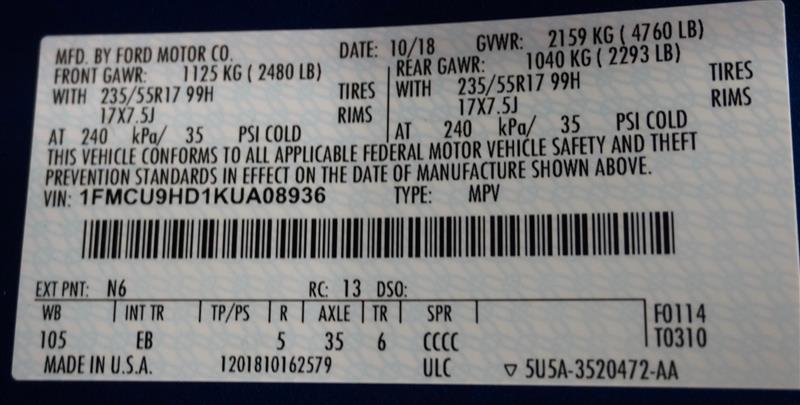 MFD. BY FORD MOTOR CO. DATE: 10/18 GVWR: 2159 KG ( 4760 LB)
FRONT GAWR: 1125 KG ( 2480 LB) REAR GAWR: 1040 KG ( 2293 LB)
WITH 235/55R17 99H TIRES WITH 235/55R17 99H TIRES
17X7.5J RIMS 17X7.5J RIMS
AT 240 kPa/ 35 PSI COLD AT 240 kPa/ 35 PSI COLD
THIS VEHICLE CONFORMS TO ALL APPLICABLE FEDERAL MOTOR VEHICLE SAFETY AND THEFT
PREVENTION STANDARDS IN EFFECT ON THE DATE OF MANUFACTURE SHOWN ABOVE.
VIN: 1FMCU9HD1KUA08936 TYPE: MPV
EXT PNT: N6 RC: 13 DSO:
WB INT TR TP/PS R AXLE TR SPR F0114
105 EB 5 35 6 CCCC T0310
MADE IN U.S.A. 1201810162579 ULC ▽ 5U5A-3520472-AA